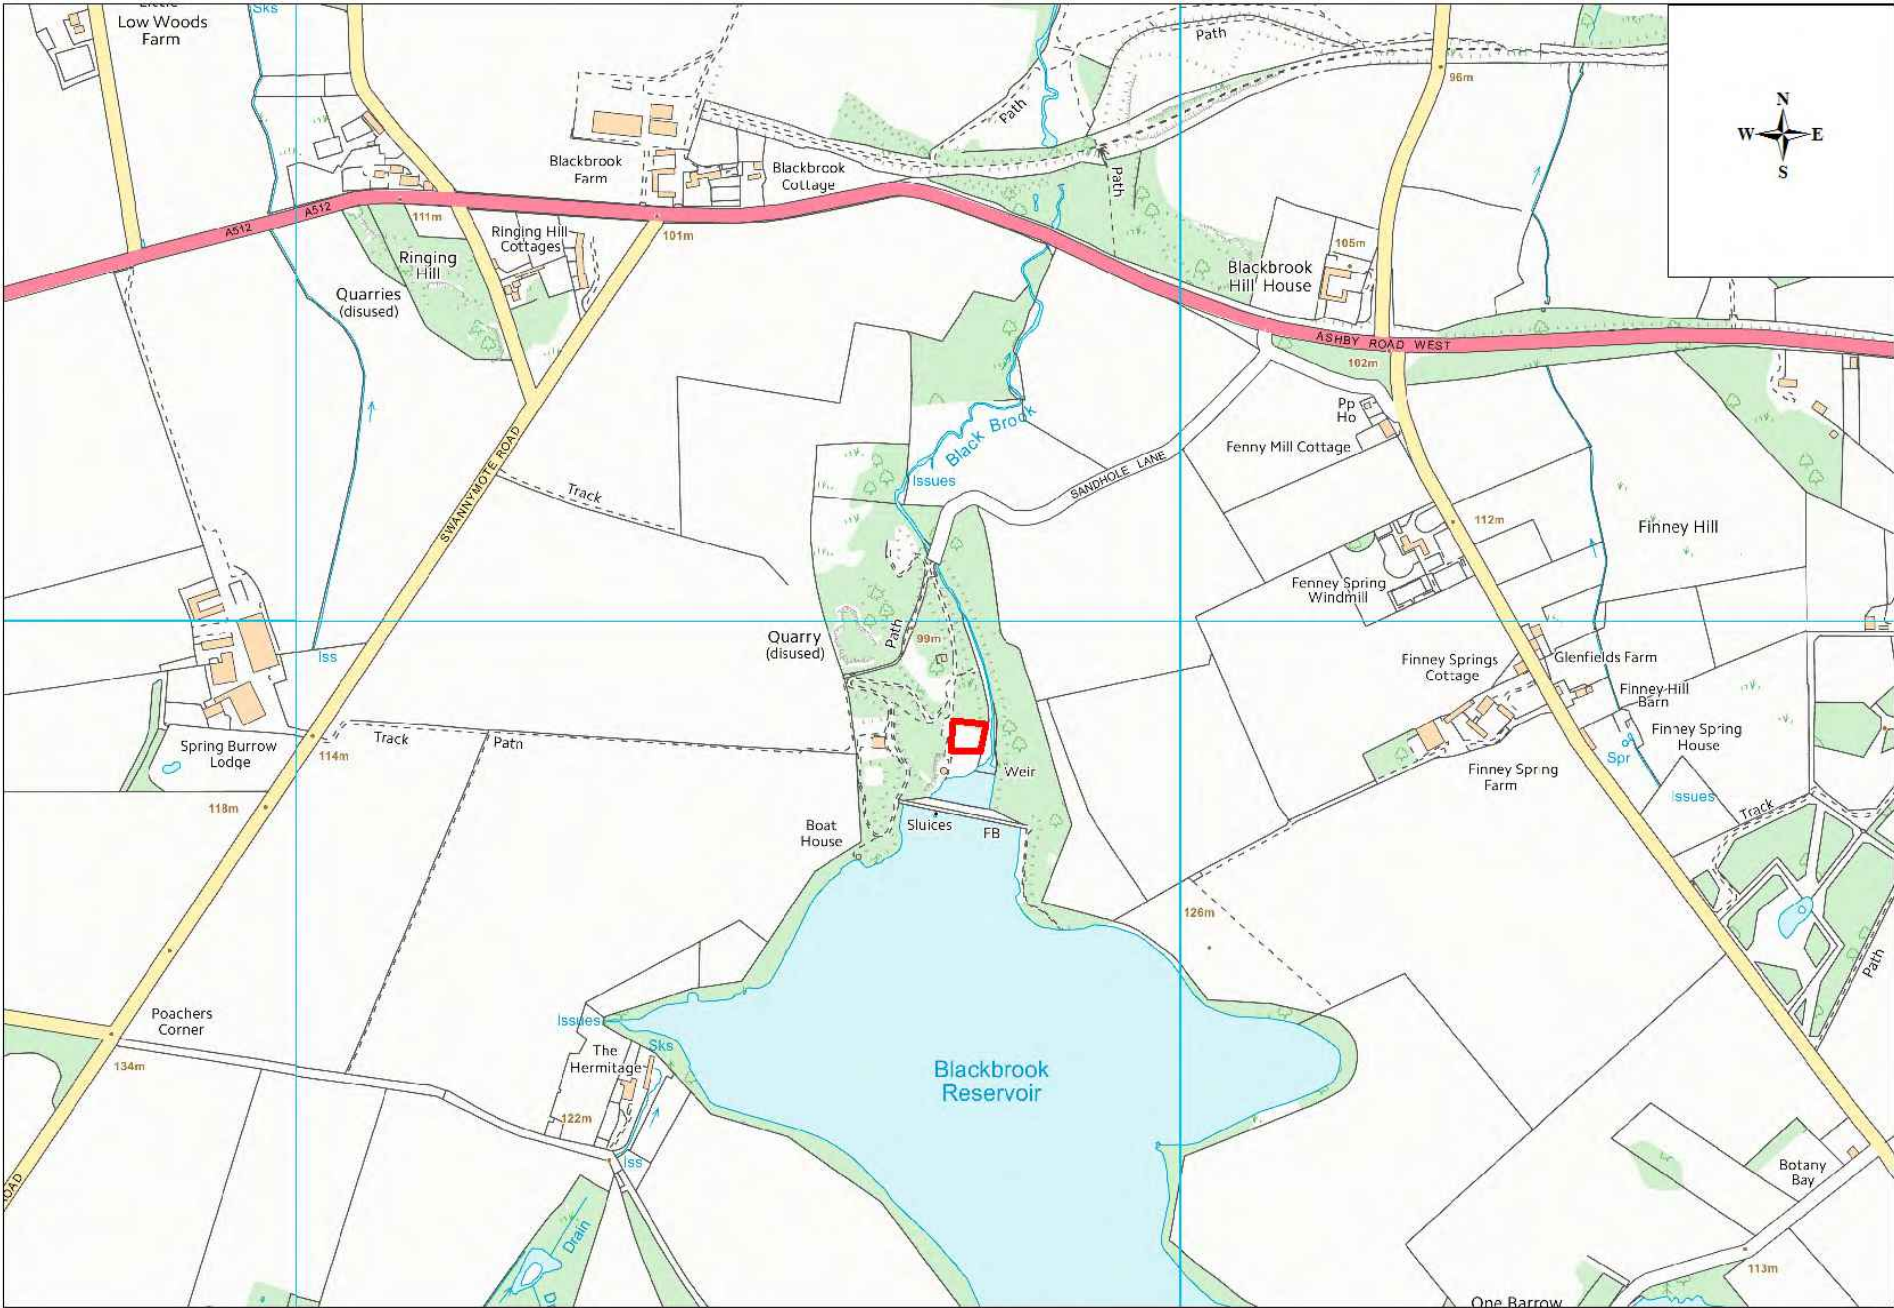 Little
Low Woods
Farm
Sks
Path
96m
N
W
E
S
Path
Blackbrook
Farm
Blackbrook
Cottage
Path
A512
A512
111m
101m
Ringing Hill
Cottages
105m
Ringing
Hill
Quarries
(disused)
Blackbrook
Hill House
ASHBY ROAD WEST
102m
Pp
Ho
Black Brook
Fenny Mill Cottage
Issues
SANDHOLE LANE
SWANNYMOTE ROAD
Track
112m
Finney Hill
Fenney Spring
Windmill
Quarry
(disused)
Path
99m
Iss
Finney Springs
Cottage
Glenfields Farm
Finney Hill
Barn
Finney Spring
House
Spring Burrow
Lodge
Track
Path
114m
Weir
Finney Spring
Farm
Spr
Issues
118m
Boat
House
Sluices
FB
Track
126m
Path
Poachers
Corner
Issues
The
Hermitage
Sks
134m
Blackbrook
Reservoir
122m
Iss
Botany
Bay
ROAD
Drain
113m
One Barrow